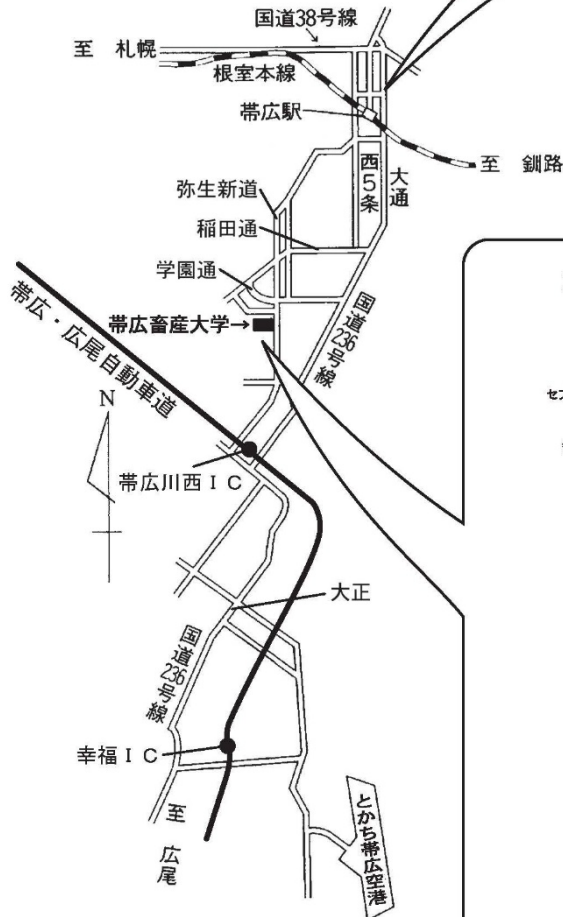 国道38号線
至 札幌
根室本線
帯広駅
至 釧路
西5条
大通
弥生新道
稲田通
学園通
帯広畜産大学→
国道236号線
帯広・広尾自動車道
N
帯広川西IC
大正
国道236号線
幸福IC
至 広尾
とかち帯広空港